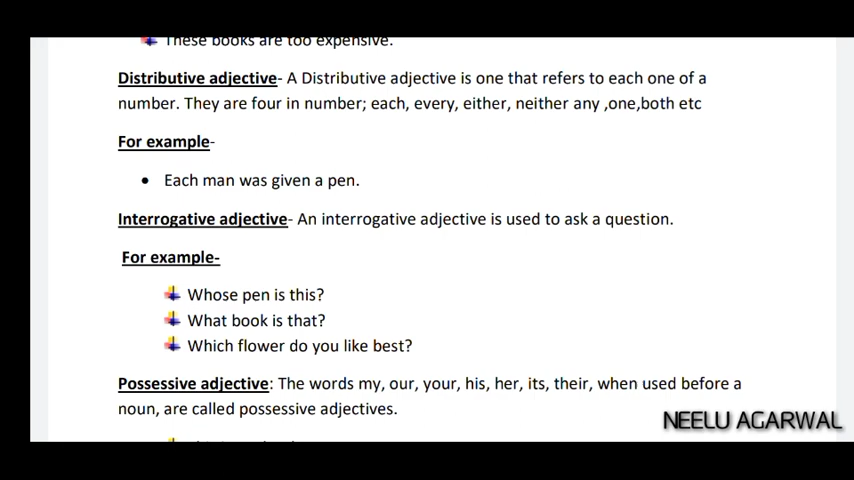 These books are too expensive.
Distributive adjective- A Distributive adjective is one that refers to each one of a
number. They are four in number; each, every, either, neither any ,one,both etc
For example-
Each man was given a pen.
Interrogative adjective- An interrogative adjective is used to ask a question.
For example-
Whose pen is this?
What book is that?
Which flower do you like best?
Possessive adjective: The words my, our, your, his, her, its, their, when used before a
noun, are called possessive adjectives.
NEELU AGARWAL